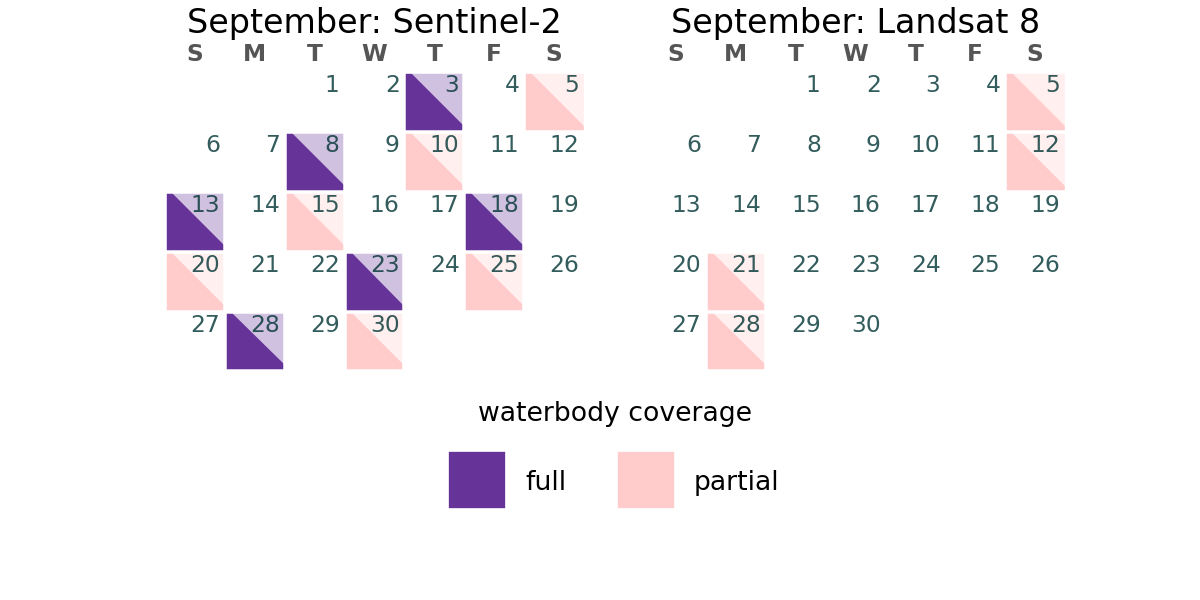 September: Sentinel-2
S M T W T F S
1 2 3 4 5
6 7 8 9 10 11 12
13 14 15 16 17 18 19
20 21 22 23 24 25 26
27 28 29 30
September: Landsat 8
S M T W T F S
1 2 3 4 5
6 7 8 9 10 11 12
13 14 15 16 17 18 19
20 21 22 23 24 25 26
27 28 29 30
waterbody coverage
full
partial